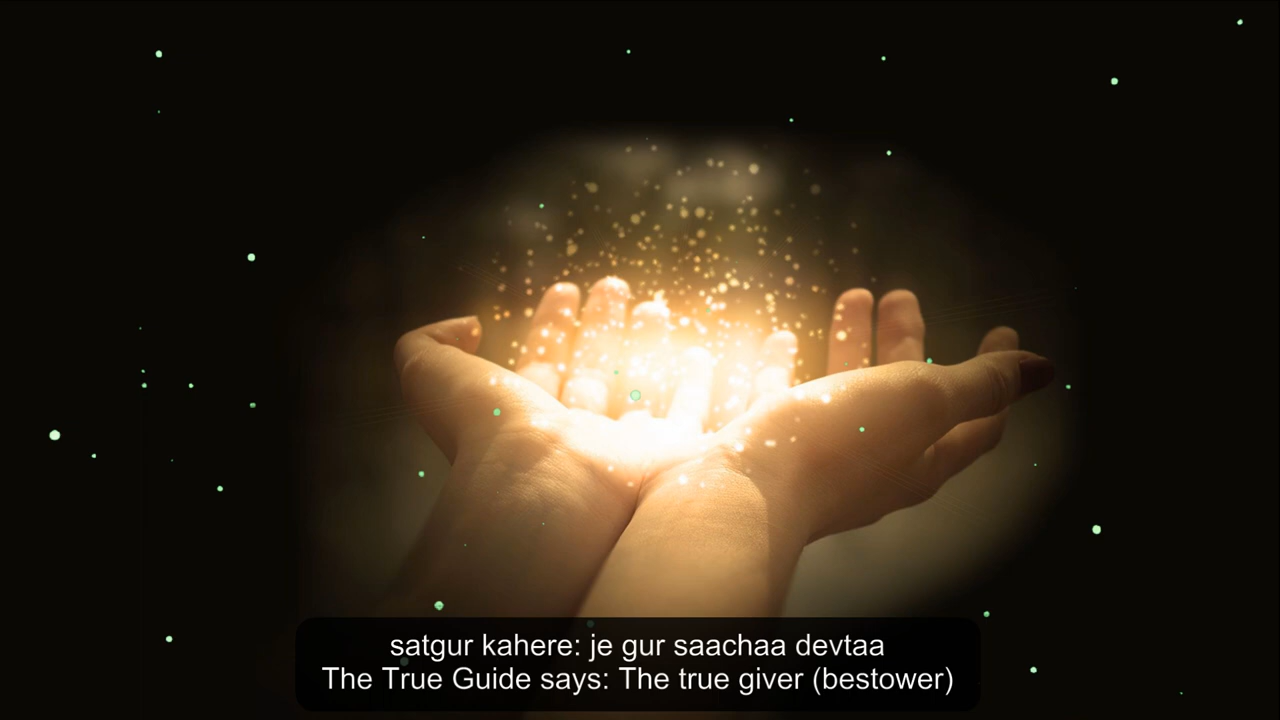 satgur kahere: je gur saachaa devtaa
The True Guide says: The true giver (bestower)